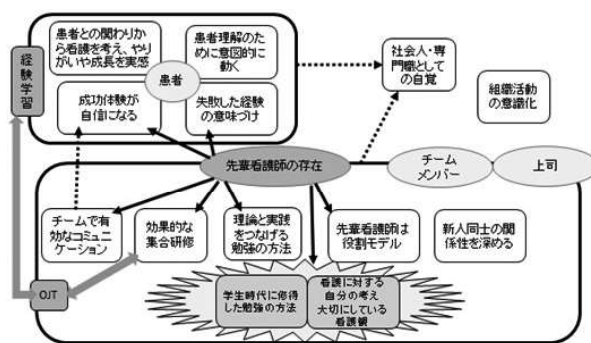 患者との関わりか
ら看護を考え、やり
がいや成長を実感
患者理解の
ために意図的に
動く
患者
成功体験が
自信になる
失敗した経験
の意味づけ
経験学習
社会人・専
門職として
の自覚
組織活動
の意識化
先輩看護師の存在
チーム
メンバー
上司
チームで有
効なコミュニ
ケーション
効果的な
集合研修
理論と実践
をつなげる
勉強の方法
先輩看護師は
役割モデル
新人同士の関
係性を深める
OJT
学生時代に修得
した勉強の方法
看護に対する
自分の考え
大切にしている
看護観